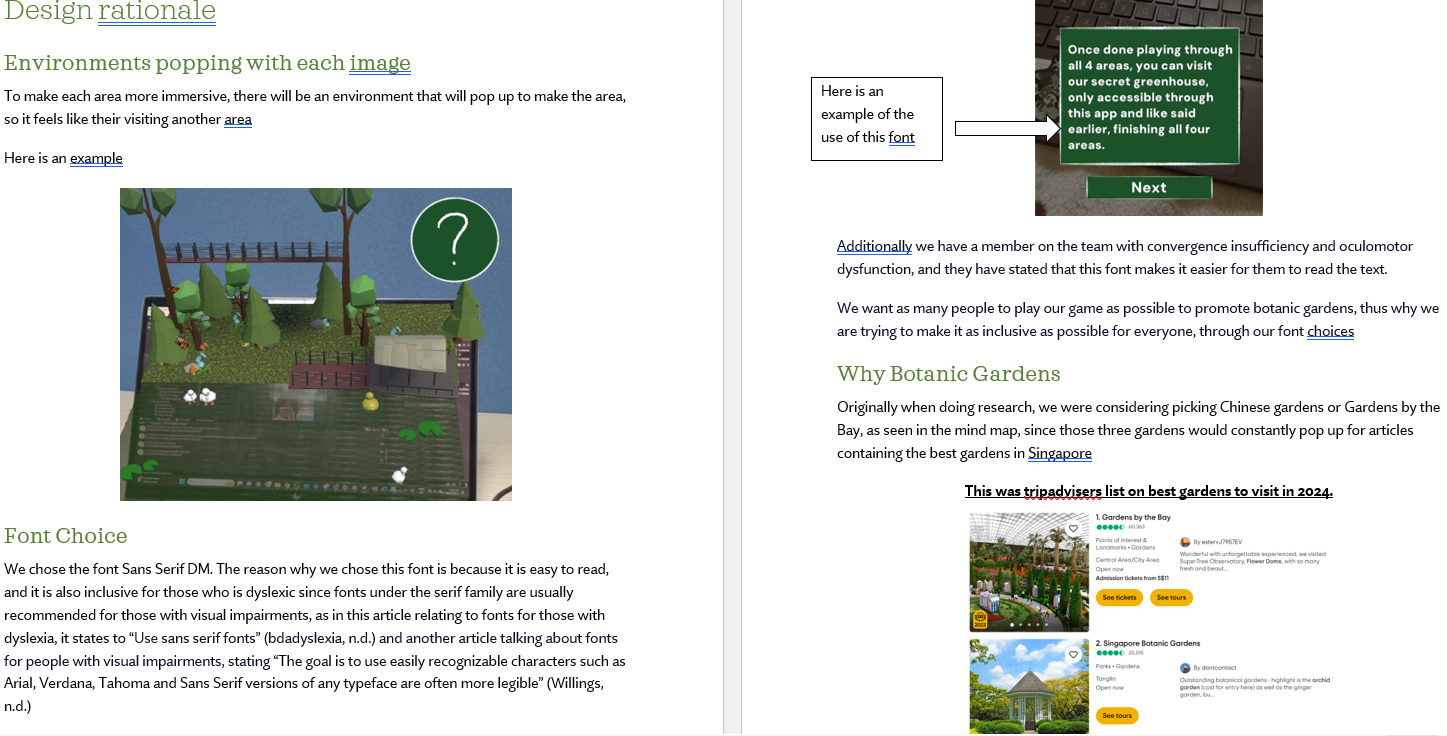 Design rationale
Environments popping with each image
To make each area more immersive, there will be an environment that will pop up to make the area,
so it feels like their visiting another area
Here is an example
?
Font Choice
We chose the font Sans Serif DM. The reason why we chose this font is because it is easy to read,
and it is also inclusive for those who is dyslexic since fonts under the serif family are usually
recommended for those with visual impairments, as in this article relating to fonts for those with
dyslexia, it states to “Use sans serif fonts” (bdadyslexia, n.d.) and another article talking about fonts
for people with visual impairments, stating “The goal is to use easily recognizable characters such as
Arial, Verdana, Tahoma and Sans Serif versions of any typeface are often more legible” (Willings,
n.d.)
Here is an
example of the
use of this font
Once done playing through
all 4 areas, you can visit
our secret greenhouse,
only accessible through
this app and like said
earlier, finishing all four
areas.
Next
Additionally we have a member on the team with convergence insufficiency and oculomotor
dysfunction, and they have stated that this font makes it easier for them to read the text.
We want as many people to play our game as possible to promote botanic gardens, thus why we
are trying to make it as inclusive as possible for everyone, through our font choices
Why Botanic Gardens
Originally when doing research, we were considering picking Chinese gardens or Gardens by the
Bay, as seen in the mind map, since those three gardens would constantly pop up for articles
containing the best gardens in Singapore
This was tripadvisers list on best gardens to visit in 2024.
1. Gardens by the Bay
60,363
Points of Interest &
Landmarks • Gardens
Central Area/City Area
Open now
Admission tickets from S$11
See tickets
See tours
By estervJ7957EV
Wonderful with unforgettable experienced, we visited
SuperTree Observatory, Flower Dome, with so many
fresh and beaut...
2023
2. Singapore Botanic Gardens
20,016
Parks • Gardens
Tanglin
Open now
By dontcontact
Outstanding botanical gardens - highlight is the orchid
garden (cost for entry here) as well as the ginger
garden, bu...
See tours